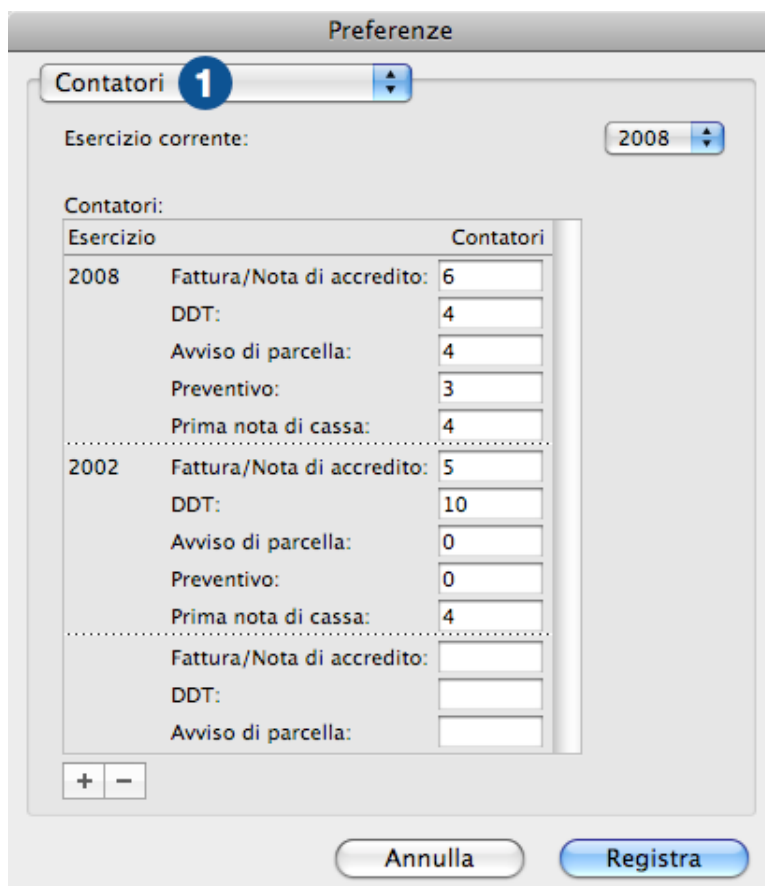 Preferenze
Contatori 1
Esercizio corrente: 2008
Contatori:
Esercizio Contatori
2008 Fattura/Nota di accredito: 6
DDT: 4
Avviso di parcella: 4
Preventivo: 3
Prima nota di cassa: 4
2002 Fattura/Nota di accredito: 5
DDT: 10
Avviso di parcella: 0
Preventivo: 0
Prima nota di cassa: 4
Fattura/Nota di accredito:
DDT:
Avviso di parcella:
+ −
Annulla Registra